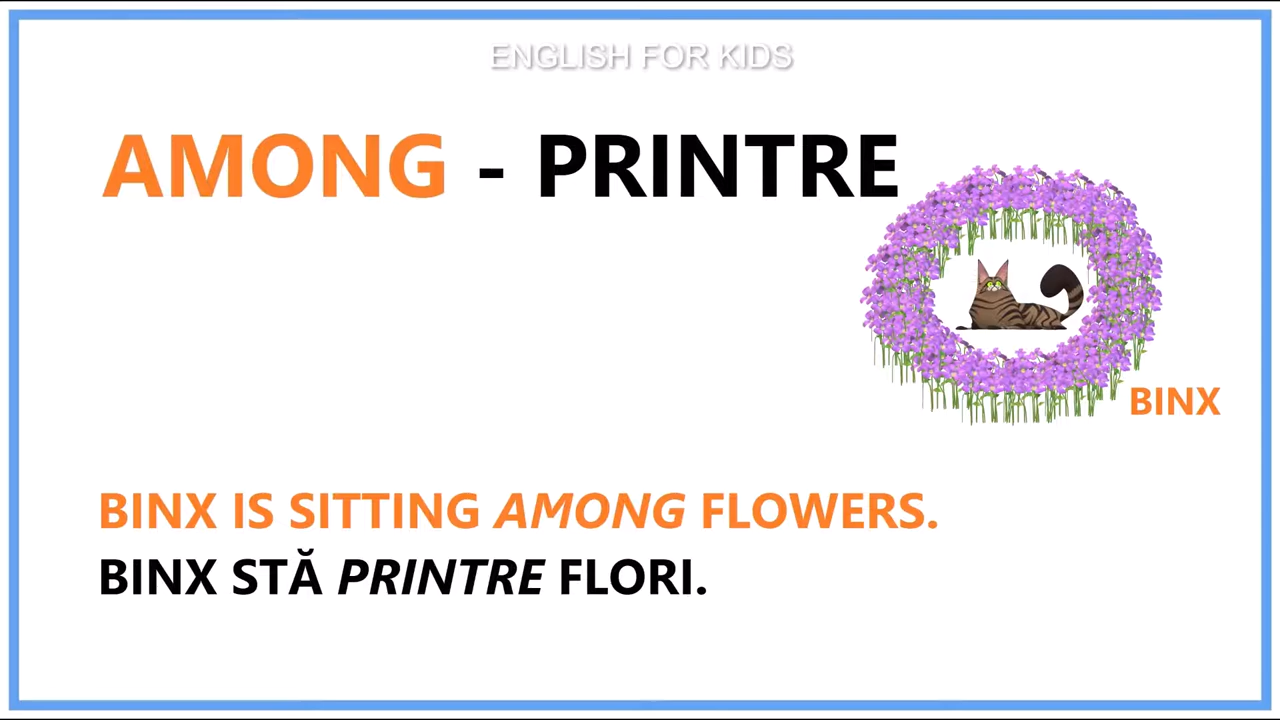 ENGLISH FOR KIDS
AMONG - PRINTRE
BINX
BINX IS SITTING AMONG FLOWERS.
BINX STĂ PRINTRE FLORI.